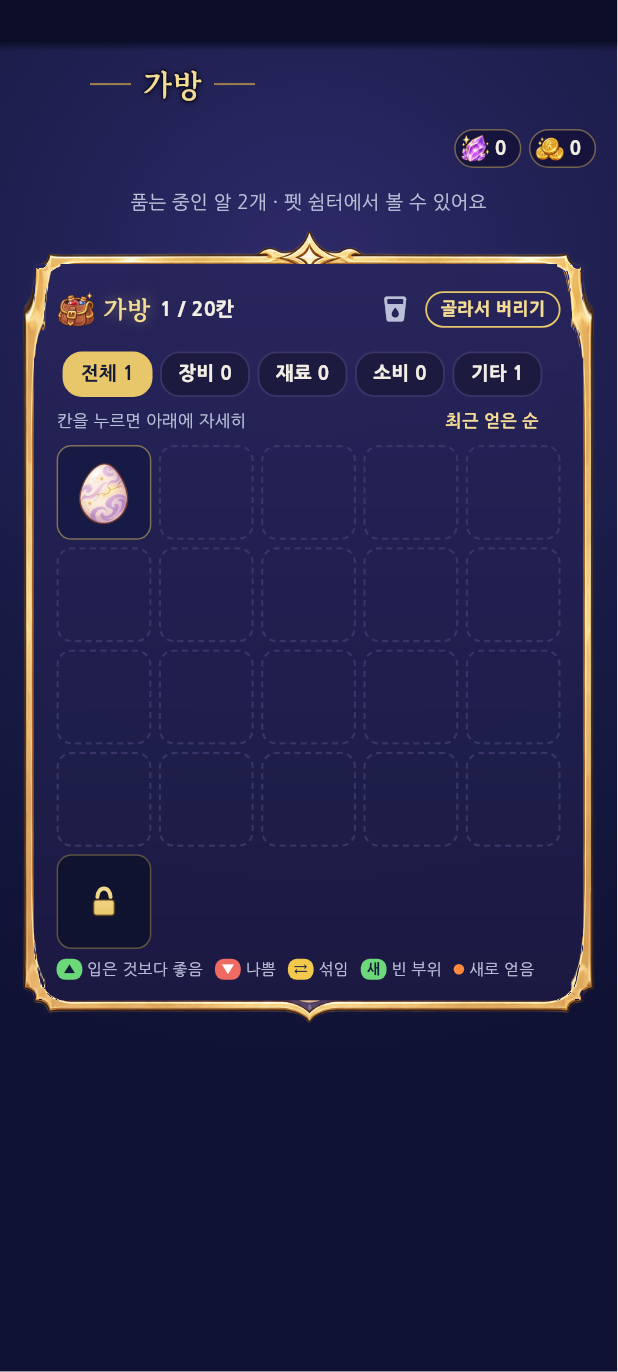 가방
0 0
품는 중인 알 2개 · 펫 쉼터에서 볼 수 있어요
가방 1 / 20칸 골라서 버리기
전체 1 장비 0 재료 0 소비 0 기타 1
칸을 누르면 아래에 자세히 최근 얻은 순
▲ 입은 것보다 좋음 ▼ 나쁨 ⇄ 섞임 새 빈 부위 새로 얻음